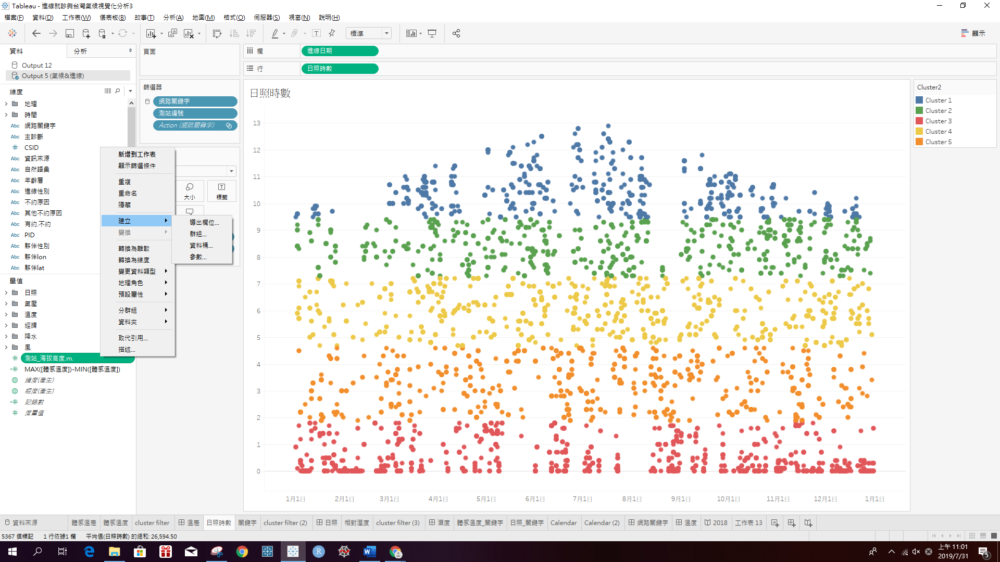 Tableau - 進線就診與台灣氣候視覺化分析3
檔案(F) 資料(D) 工作表(W) 儀表板(B) 故事(T) 分析(A) 地圖(M) 格式(O) 伺服器(S) 視窗(N) 說明(H)
標準
顯示
資料
分析
Output 12
Output 5 (氣候&進線)
維度
地理
時間
Abc 網路關鍵字
Abc 主診斷
CSID
Abc 資訊來源
Abc 自然語彙
Abc 年齡層
Abc 進線性別
Abc 不約原因
Abc 其他不約原因
Abc 有約.不約
Abc PID
Abc 夥伴性別
Abc 夥伴lon
Abc 夥伴lat
量值
日照
氣壓
溫度
經緯
降水
風
測站_海拔高度.m.
MAX([體感溫度])-MIN([體感溫度])
緯度(產生)
經度(產生)
記錄數
度量值
頁面
篩選器
網路關鍵字
測站編號
Action (網路關鍵字)
大小
標籤
新增到工作表
顯示篩選條件
重複
重命名
隱藏
建立
變換
轉換為離散
轉換為維度
變更資料類型
地理角色
預設屬性
分群組
資料夾
取代引用...
描述...
導出欄位...
群組...
資料桶...
參數...
欄
進線日期
行
日照時數
日照時數
13
12
11
10
9
8
7
6
5
4
3
2
1
0
1月1日 2月1日 3月1日 4月1日 5月1日 6月1日 7月1日 8月1日 9月1日 10月1日 11月1日 12月1日 1月1日
Cluster2
Cluster 1
Cluster 2
Cluster 3
Cluster 4
Cluster 5
資料來源 體感溫差 體感溫度 cluster filter 溫差 日照時數 關鍵字 cluster filter (2) 日照 相對溼度 cluster filter (3) 濕度 體感溫度_關鍵字 日照_關鍵字 Calendar Calendar (2) 網路關鍵字 溫度 2018 工作表 13
5367 個標記 1 行依據1 欄 平均值(日照時數) 的總和: 26,594.50
上午 11:01
2019/7/31
5